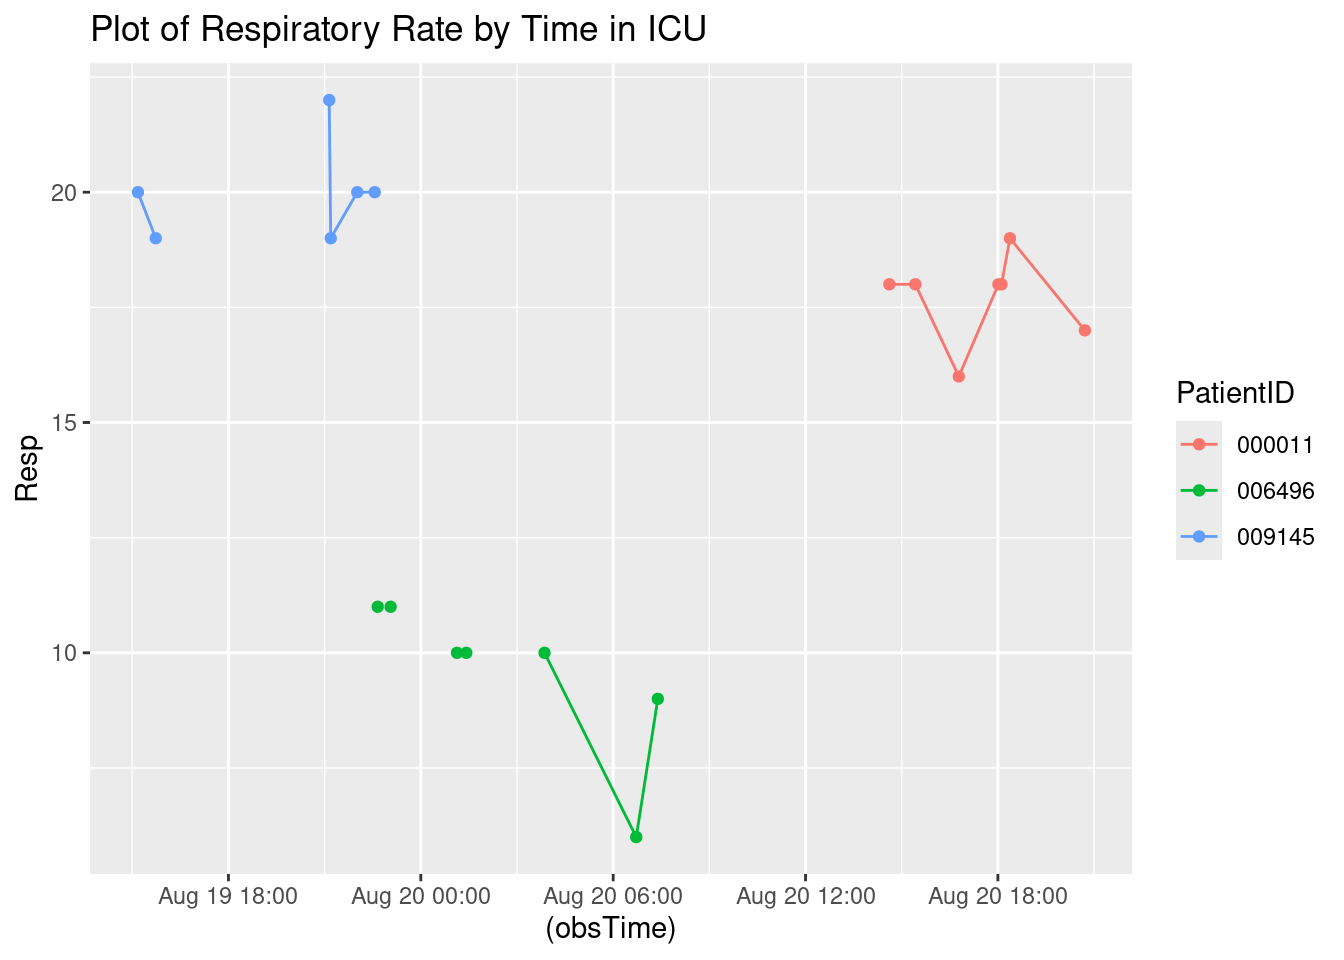 Plot of Respiratory Rate by Time in ICU
20
15
10
Resp
Aug 19 18:00 Aug 20 00:00 Aug 20 06:00 Aug 20 12:00 Aug 20 18:00
(obsTime)
PatientID
000011
006496
009145